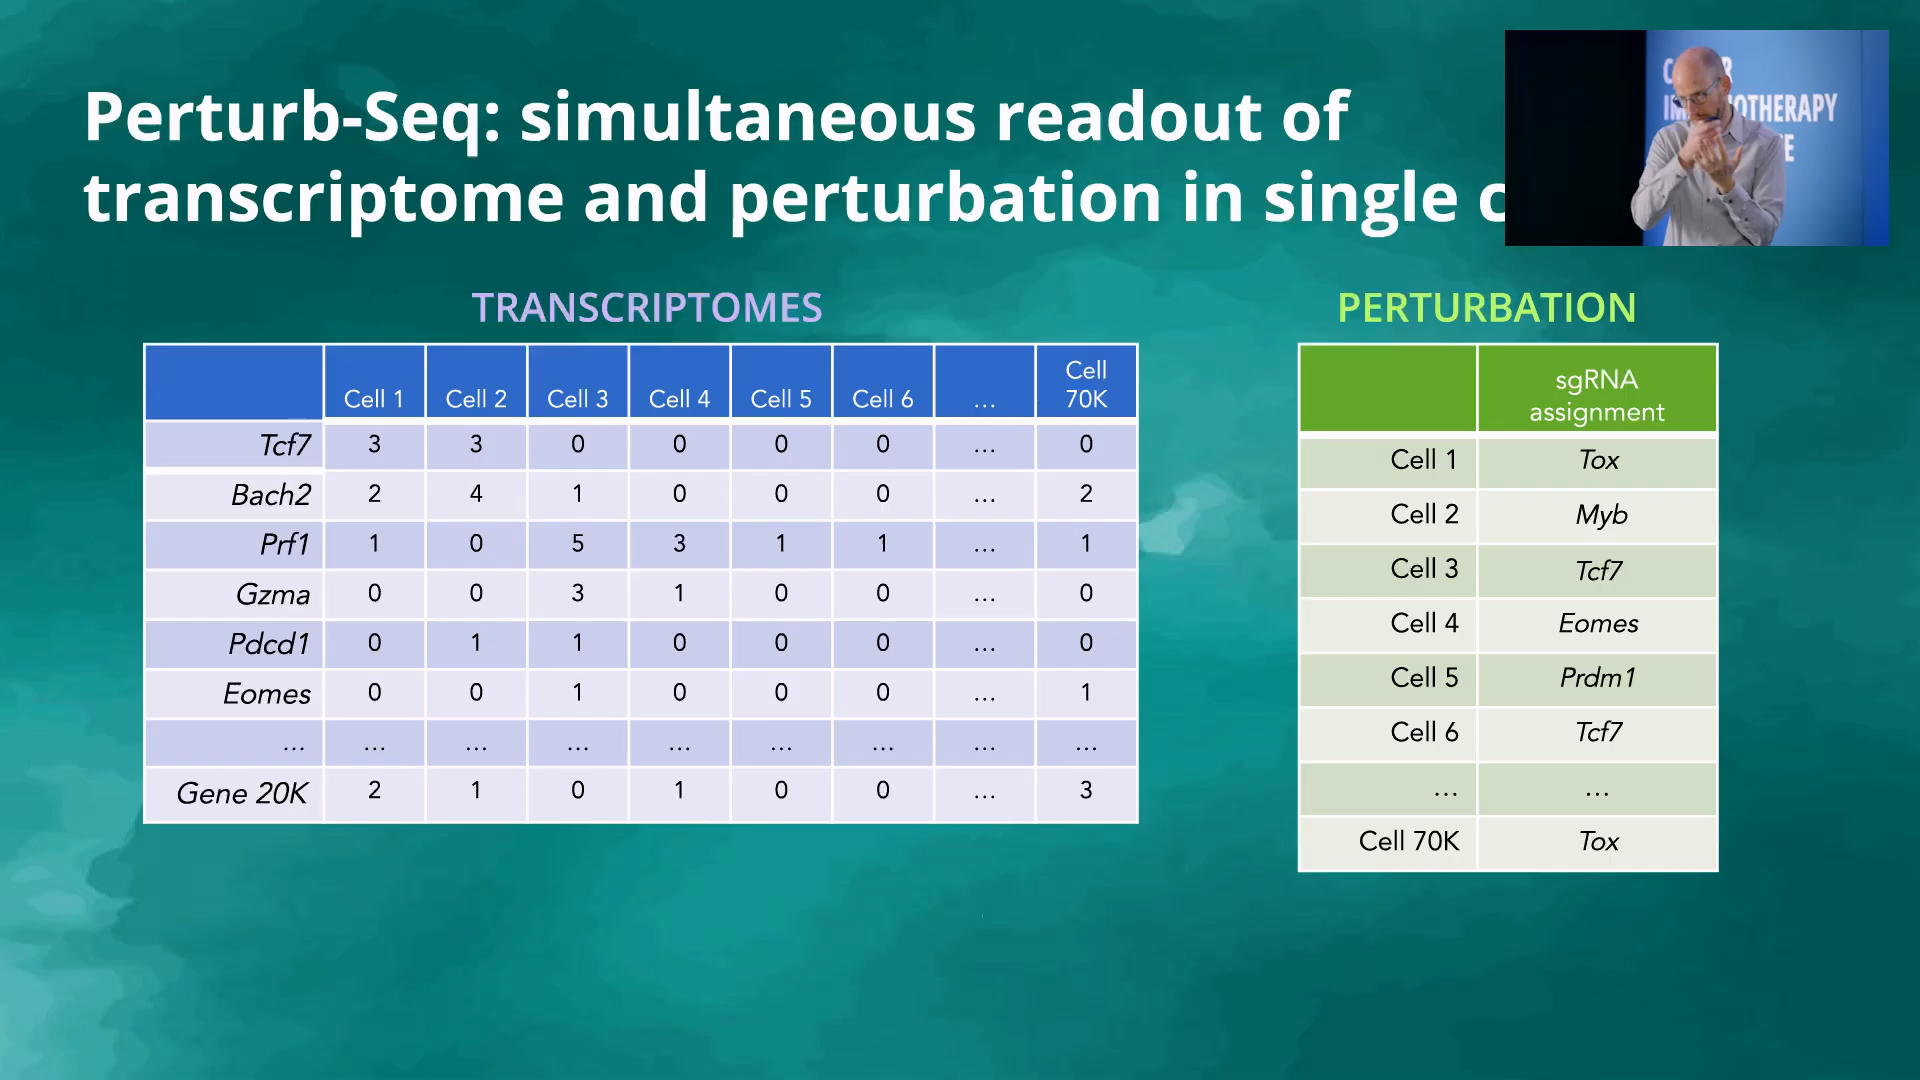 Perturb-Seq: simultaneous readout of
transcriptome and perturbation in single c
OTHERAPY
TRANSCRIPTOMES
Cell 1 Cell 2 Cell 3 Cell 4 Cell 5 Cell 6 … Cell 70K
Tcf7 3 3 0 0 0 0 … 0
Bach2 2 4 1 0 0 0 … 2
Prf1 1 0 5 3 1 1 … 1
Gzma 0 0 3 1 0 0 … 0
Pdcd1 0 1 1 0 0 0 … 0
Eomes 0 0 1 0 0 0 … 1
… … … … … … … … …
Gene 20K 2 1 0 1 0 0 … 3
PERTURBATION
sgRNA
assignment
Cell 1 Tox
Cell 2 Myb
Cell 3 Tcf7
Cell 4 Eomes
Cell 5 Prdm1
Cell 6 Tcf7
… …
Cell 70K Tox